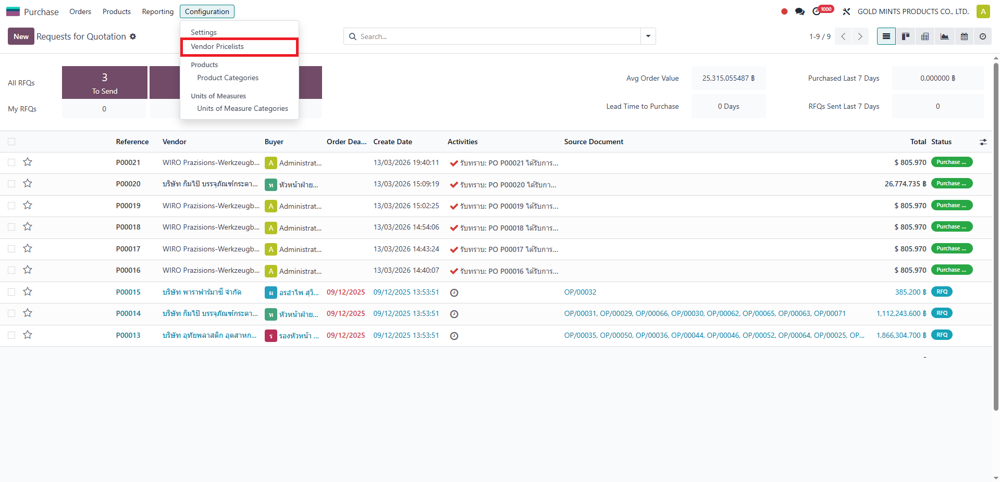 Purchase Orders Products Reporting Configuration 1000 GOLD MINTS PRODUCTS CO., LTD. A
New Requests for Quotation Search... 1-9 / 9
Settings
Vendor Pricelists
Products
Product Categories
Units of Measures
Units of Measure Categories
All RFQs 3 To Send
My RFQs 0
Avg Order Value 25,315.055487 ฿ Purchased Last 7 Days 0.000000 ฿
Lead Time to Purchase 0 Days RFQs Sent Last 7 Days 0
Reference Vendor Buyer Order Dea... Create Date Activities Source Document Total Status
P00021 WIRO Prazisions-Werkzeugb... A Administrat... 13/03/2026 19:40:11 รับทราบ: PO P00021 ได้รับการ... $ 805.970 Purchase ...
P00020 บริษัท กิมไป๊ บรรจุภัณฑ์กระดา... ห หัวหน้าฝ่าย... 13/03/2026 15:09:19 รับทราบ: PO P00020 ได้รับกา... 26,774.735 ฿ Purchase ...
P00019 WIRO Prazisions-Werkzeugb... A Administrat... 13/03/2026 15:02:25 รับทราบ: PO P00019 ได้รับการ... $ 805.970 Purchase ...
P00018 WIRO Prazisions-Werkzeugb... A Administrat... 13/03/2026 14:54:06 รับทราบ: PO P00018 ได้รับการ... $ 805.970 Purchase ...
P00017 WIRO Prazisions-Werkzeugb... A Administrat... 13/03/2026 14:43:24 รับทราบ: PO P00017 ได้รับการ... $ 805.970 Purchase ...
P00016 WIRO Prazisions-Werkzeugb... A Administrat... 13/03/2026 14:40:07 รับทราบ: PO P00016 ได้รับการ... $ 805.970 Purchase ...
P00015 บริษัท พาราฟาร์มาซี จำกัด ผ อรอำไพ สุวิ... 09/12/2025 09/12/2025 13:53:51 OP/00032 385.200 ฿ RFQ
P00014 บริษัท กิมไป๊ บรรจุภัณฑ์กระดา... ห หัวหน้าฝ่าย... 09/12/2025 09/12/2025 13:53:51 OP/00031, OP/00029, OP/00066, OP/00030, OP/00062, OP/00065, OP/00063, OP/00071 1,112,243.600 ฿ RFQ
P00013 บริษัท อุทัยพลาสติก อุตสาหก... ร รองหัวหน้า ... 09/12/2025 09/12/2025 13:53:51 OP/00035, OP/00050, OP/00036, OP/00044, OP/00046, OP/00052, OP/00064, OP/00025, OP... 1,866,304.700 ฿ RFQ
-